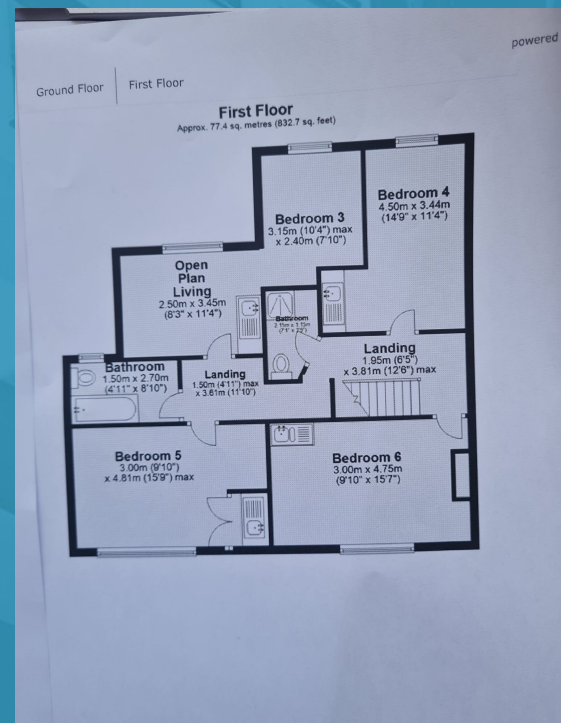 powered
Ground Floor
First Floor
First Floor
Approx. 77.4 sq. metres (832.7 sq. feet)
Bedroom 3
3.15m (10'4") max
x 2.40m (7'10")
Bedroom 4
4.50m x 3.44m
(14'9" x 11'4")
Open
Plan
Living
2.50m x 3.45m
(8'3" x 11'4")
Bathroom
Bathroom
1.50m x 2.70m
(4'11" x 8'10")
Landing
1.50m (4'11") max
x 3.61m (11'10")
Landing
1.95m (6'5")
x 3.81m (12'6") max
Bedroom 5
3.00m (9'10")
x 4.81m (15'9") max
Bedroom 6
3.00m x 4.75m
(9'10" x 15'7")